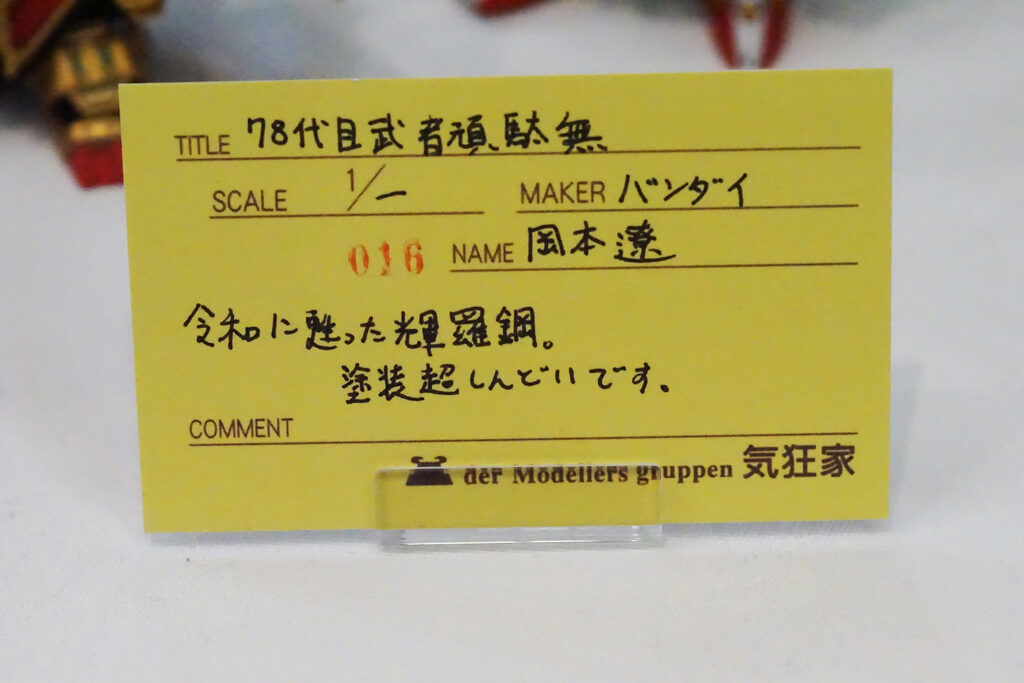 TITLE 78代目武者頑駄無
SCALE 1/ー MAKER バンダイ
016 NAME 岡本遼
令和に甦った輝羅鋼。
塗装超しんどいです。
COMMENT
der Modellers gruppen 気狂家